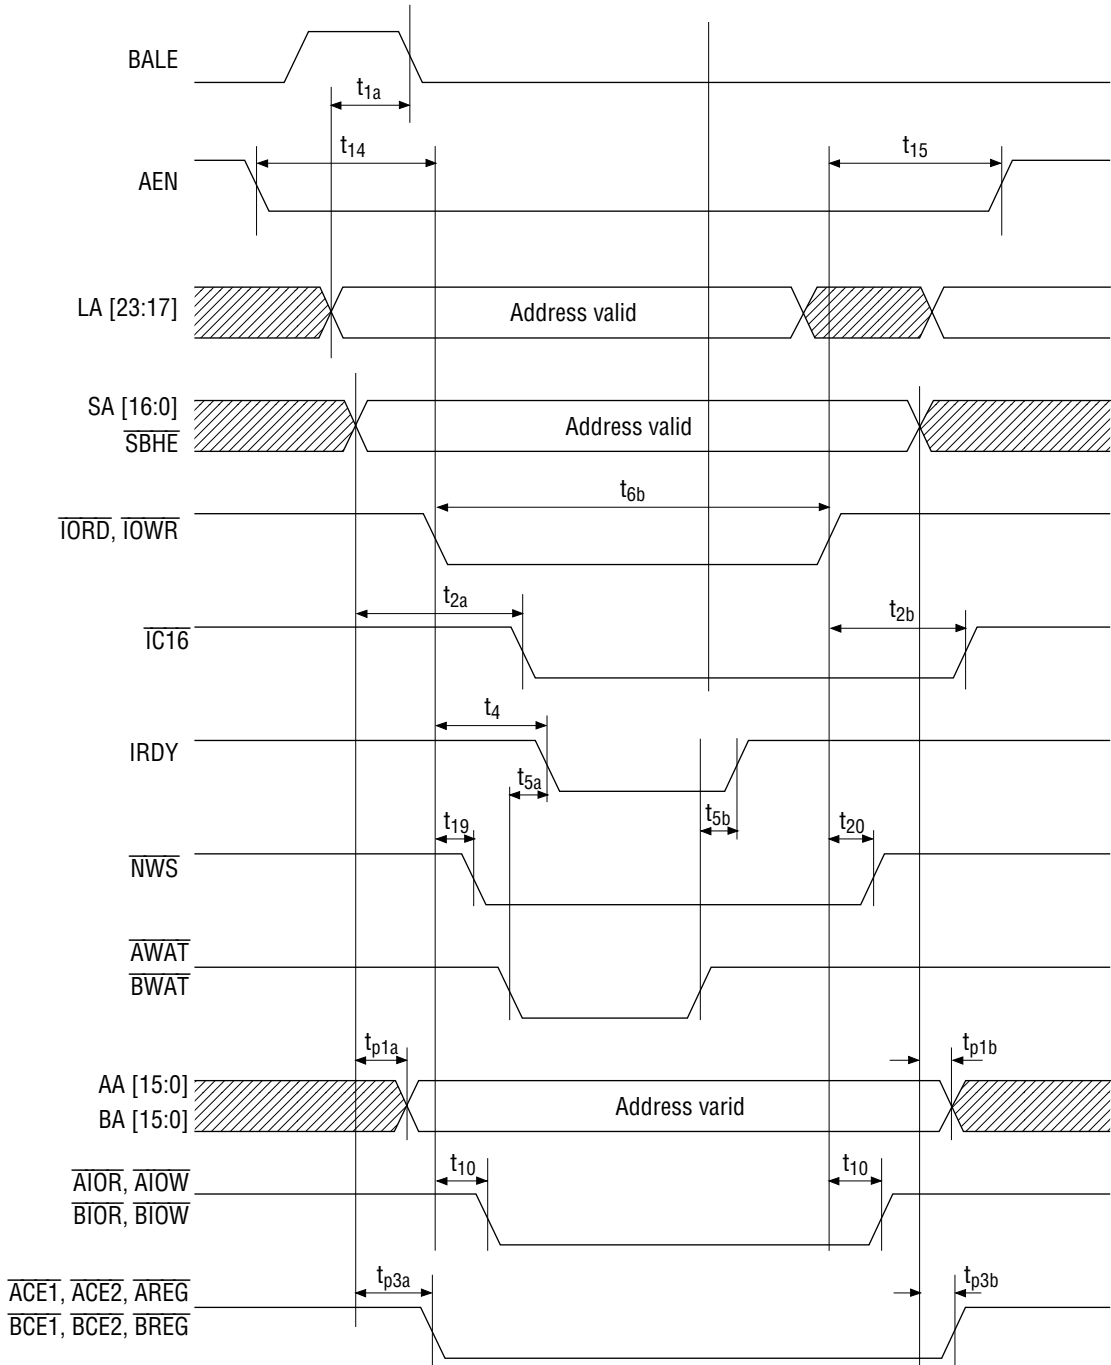 BALE
t1a
t14
t15
AEN
LA [23:17]
Address valid
SA [16:0]
SBHE
Address valid
t6b
IORD, IOWR
t2a
t2b
IC16
t4
IRDY
t5a
t5b
t19
t20
NWS
AWAT
BWAT
tp1a
tp1b
AA [15:0]
BA [15:0]
Address varid
t10
t10
AIOR, AIOW
BIOR, BIOW
tp3a
tp3b
ACE1, ACE2, AREG
BCE1, BCE2, BREG